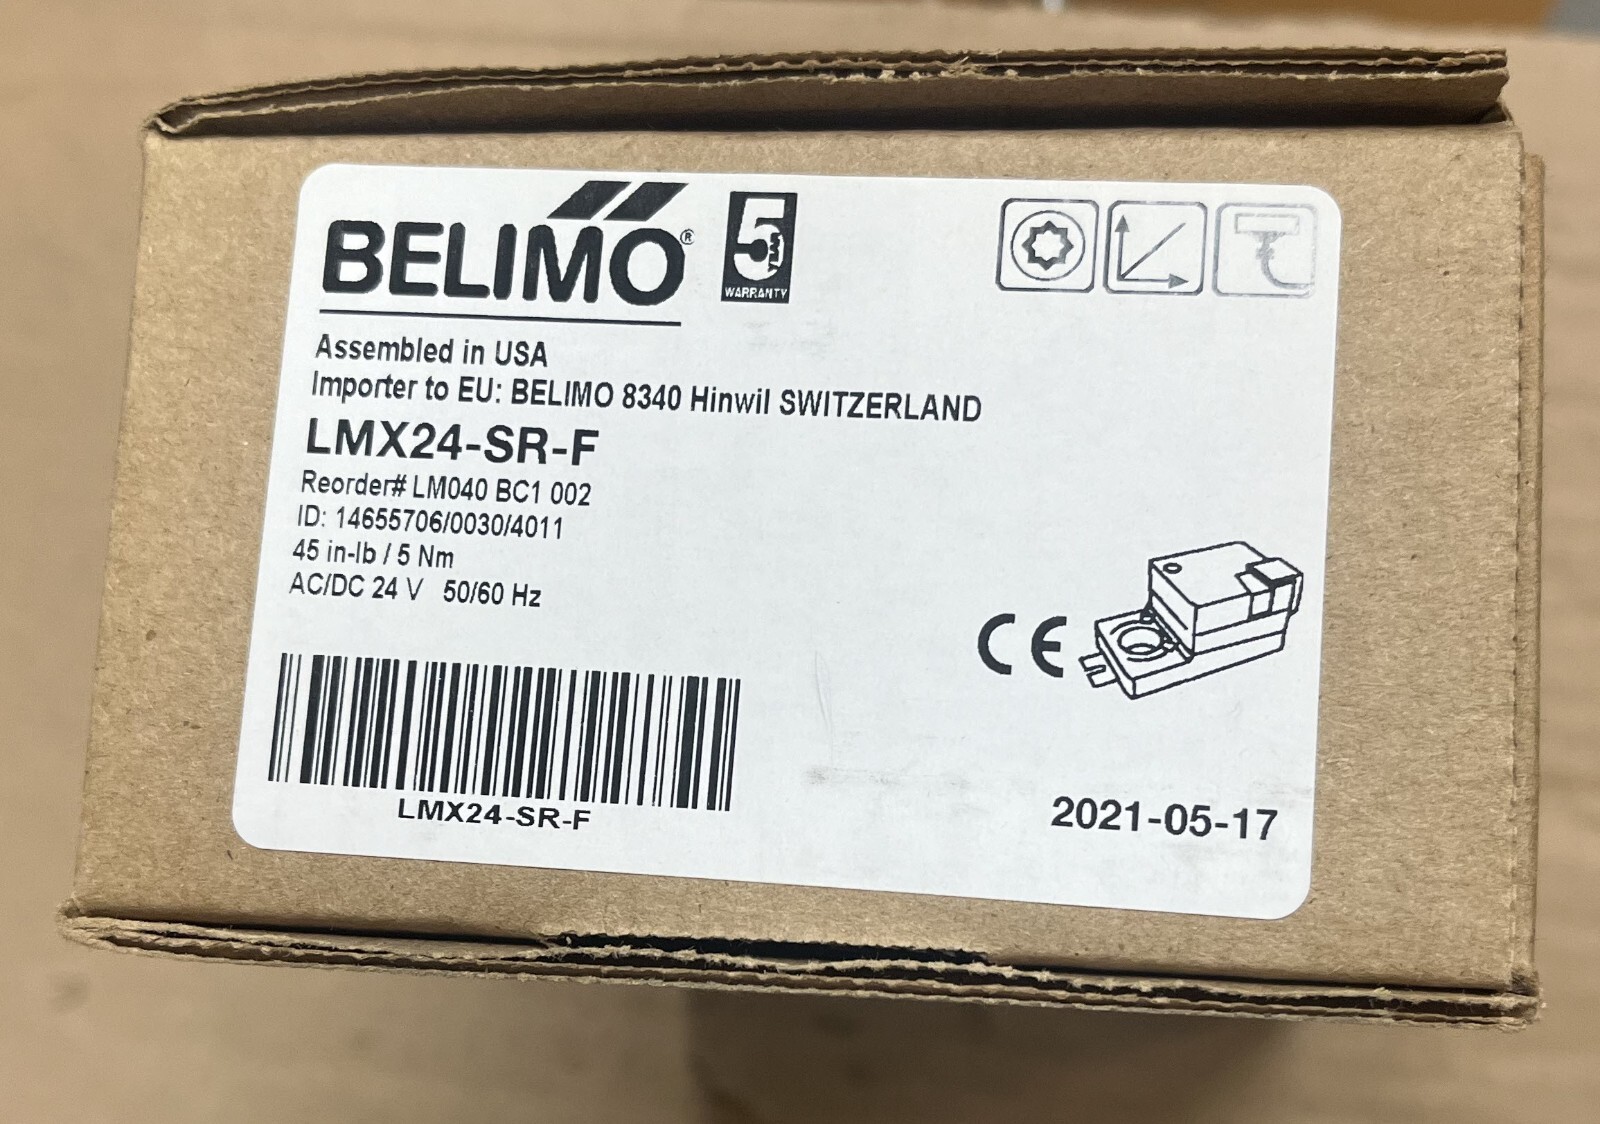 BELIMO®
5
YEAR
WARRANTY
Assembled in USA
Importer to EU: BELIMO 8340 Hinwil SWITZERLAND
LMX24-SR-F
Reorder# LM040 BC1 002
ID: 14655706/0030/4011
45 in-lb / 5 Nm
AC/DC 24 V 50/60 Hz
CE
LMX24-SR-F
2021-05-17